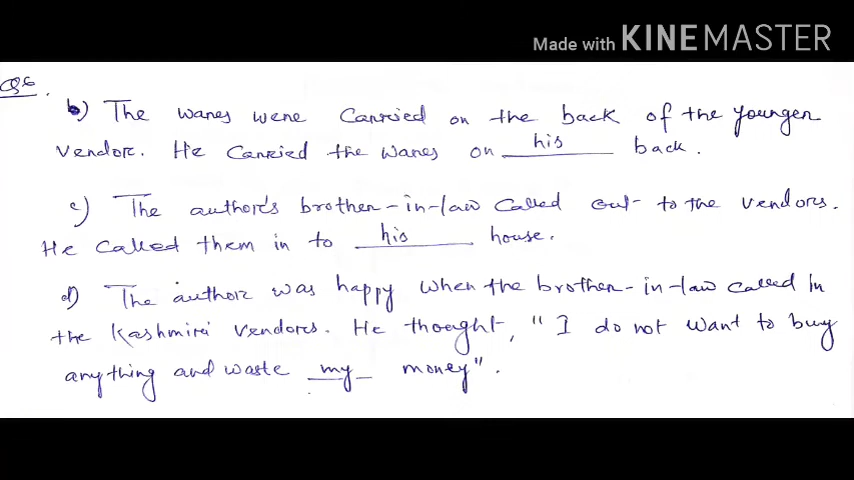 Made with KINEMASTER
Q6.
b) The wares were carried on the back of the younger
vendor. He carried the wares on his back.
c) The author's brother-in-law called out to the vendors.
He called them in to his house.
d) The author was happy when the brother-in-law called in
the Kashmiri vendors. He thought, "I do not want to buy
anything and waste my money".